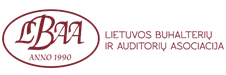 LBAA
ANNO 1990
LIETUVOS BUHALTERIŲ
IR AUDITORIŲ ASOCIACIJA